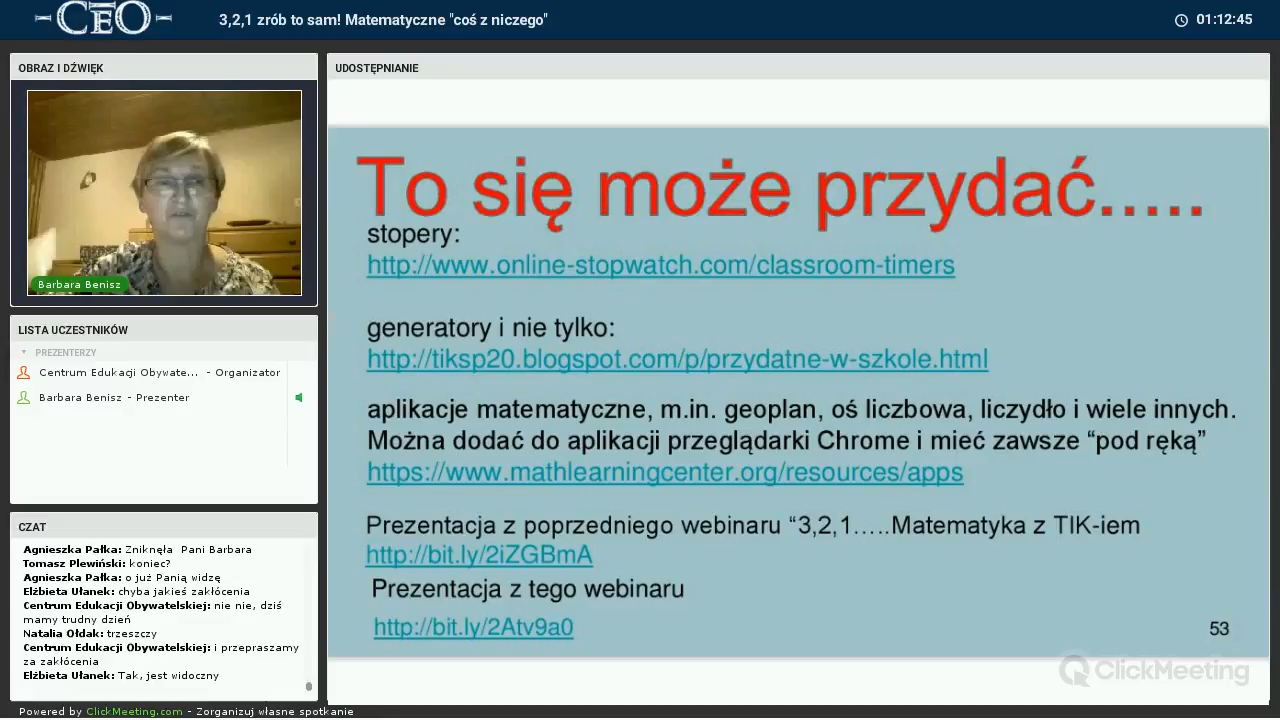 CEO
3,2,1 zrób to sam! Matematyczne "coś z niczego"
01:12:45
OBRAZ I DŹWIĘK
Barbara Benisz
LISTA UCZESTNIKÓW
PREZENTERZY
Centrum Edukacji Obywate... - Organizator
Barbara Benisz - Prezenter
CZAT
Agnieszka Pałka: Zniknęła Pani Barbara
Tomasz Plewiński: koniec?
Agnieszka Pałka: o już Panią widzę
Elżbieta Ułanek: chyba jakieś zakłócenia
Centrum Edukacji Obywatelskiej: nie nie, dziś
mamy trudny dzień
Natalia Ołdak: trzeszczy
Centrum Edukacji Obywatelskiej: i przepraszamy
za zakłócenia
Elżbieta Ułanek: Tak, jest widoczny
UDOSTĘPNIANIE
To się może przydać.....
stopery:
http://www.online-stopwatch.com/classroom-timers
generatory i nie tylko:
http://tiksp20.blogspot.com/p/przydatne-w-szkole.html
aplikacje matematyczne, m.in. geoplan, oś liczbowa, liczydło i wiele innych.
Można dodać do aplikacji przeglądarki Chrome i mieć zawsze “pod ręką”
https://www.mathlearningcenter.org/resources/apps
Prezentacja z poprzedniego webinaru “3,2,1…..Matematyka z TIK-iem
http://bit.ly/2iZGBmA
Prezentacja z tego webinaru
http://bit.ly/2Atv9a0
53
ClickMeeting
Powered by ClickMeeting.com - Zorganizuj własne spotkanie